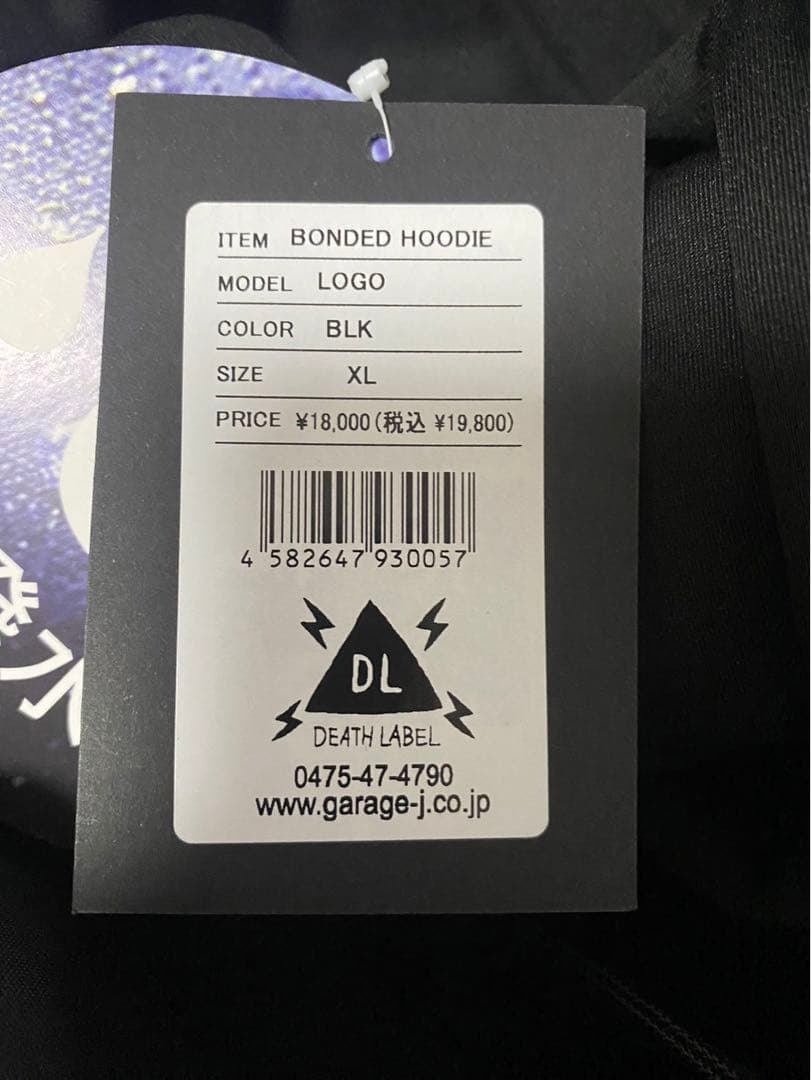 ITEM BONDED HOODIE
MODEL LOGO
COLOR BLK
SIZE XL
PRICE ¥18,000(税込 ¥19,800)
4 582647 930057
DL
DEATH LABEL
0475-47-4790
www.garage-j.co.jp